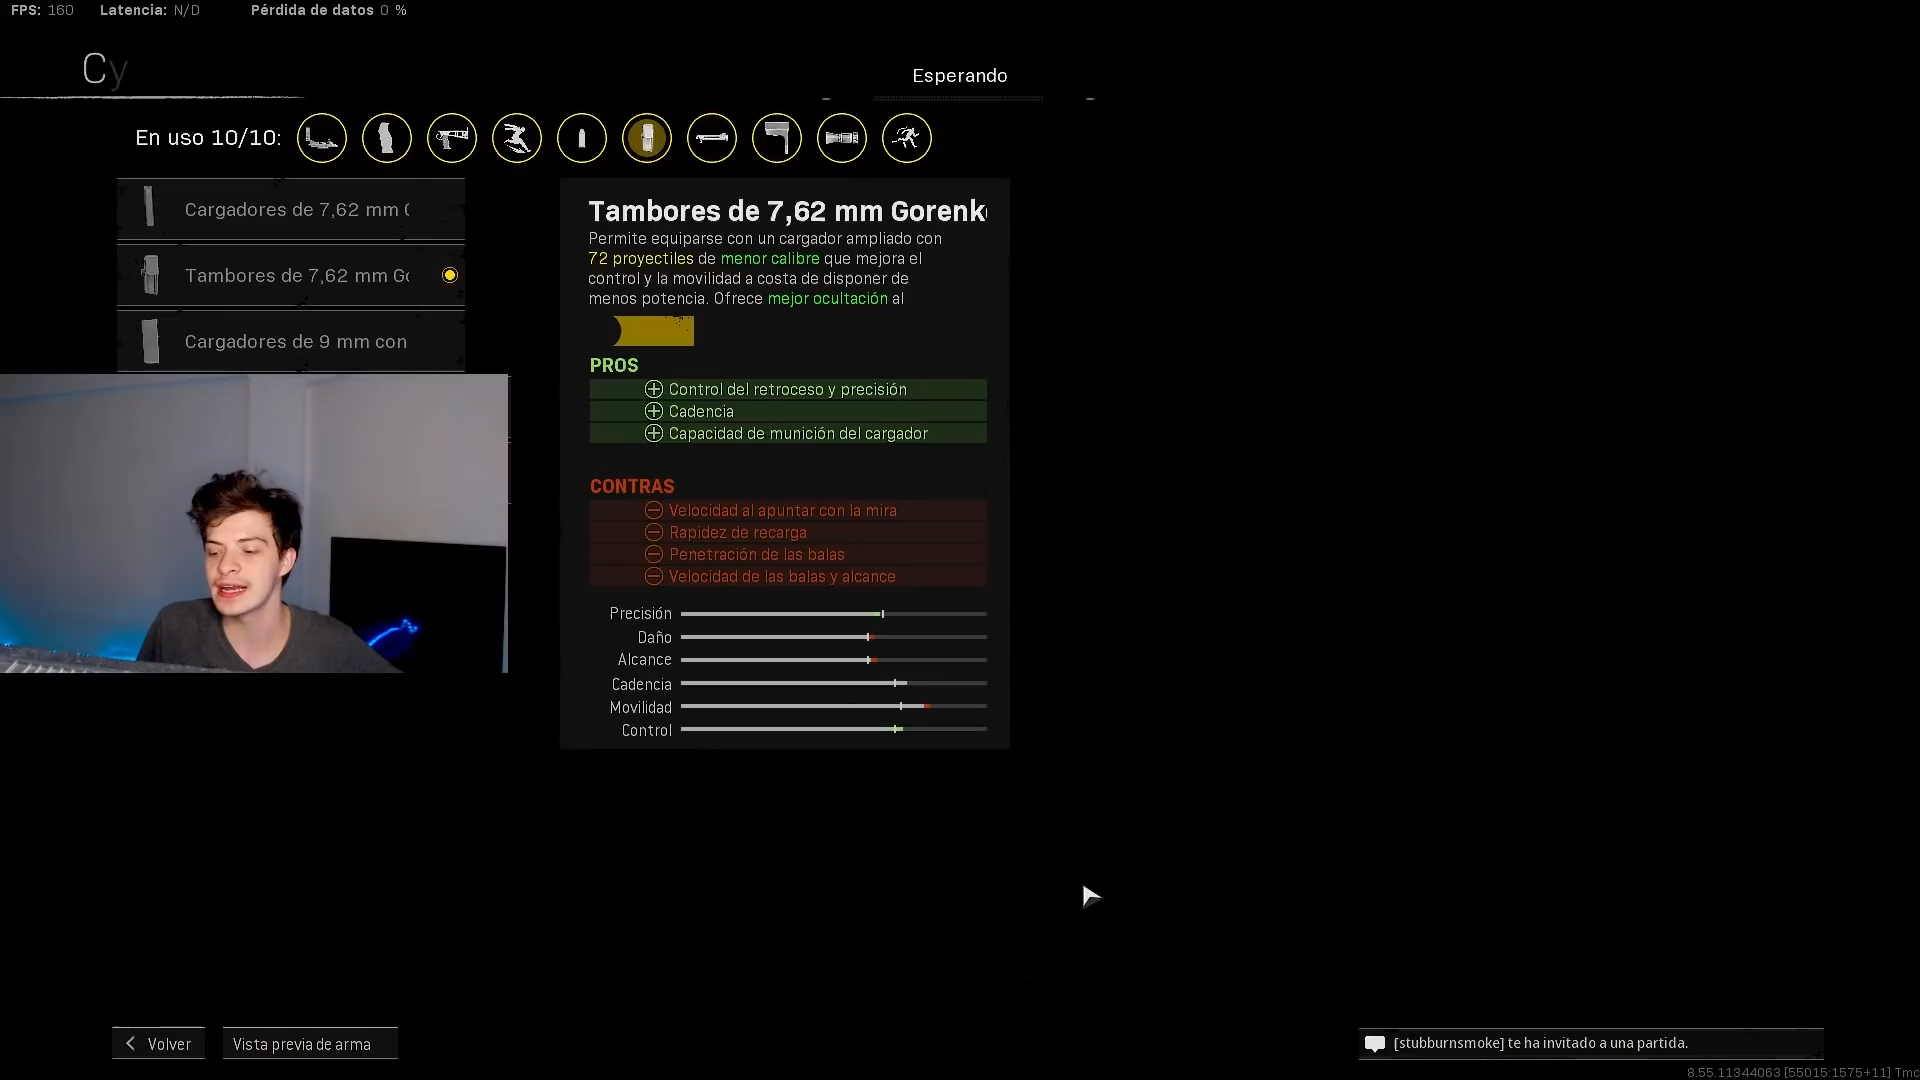 FPS: 160 Latencia: N/D Pérdida de datos 0 %
Cy
Esperando
En uso 10/10:
Cargadores de 7,62 mm
Tambores de 7,62 mm Go
Cargadores de 9 mm con
Tambores de 7,62 mm Gorenk
Permite equiparse con un cargador ampliado con
72 proyectiles de menor calibre que mejora el
control y la movilidad a costa de disponer de
menos potencia. Ofrece mejor ocultación al
PROS
Control del retroceso y precisión
Cadencia
Capacidad de munición del cargador
CONTRAS
Velocidad al apuntar con la mira
Rapidez de recarga
Penetración de las balas
Velocidad de las balas y alcance
Precisión
Daño
Alcance
Cadencia
Movilidad
Control
Volver
Vista previa de arma
[stubburnsmoke] te ha invitado a una partida.
8.55.11344063 [55015:1575+11] Tmc